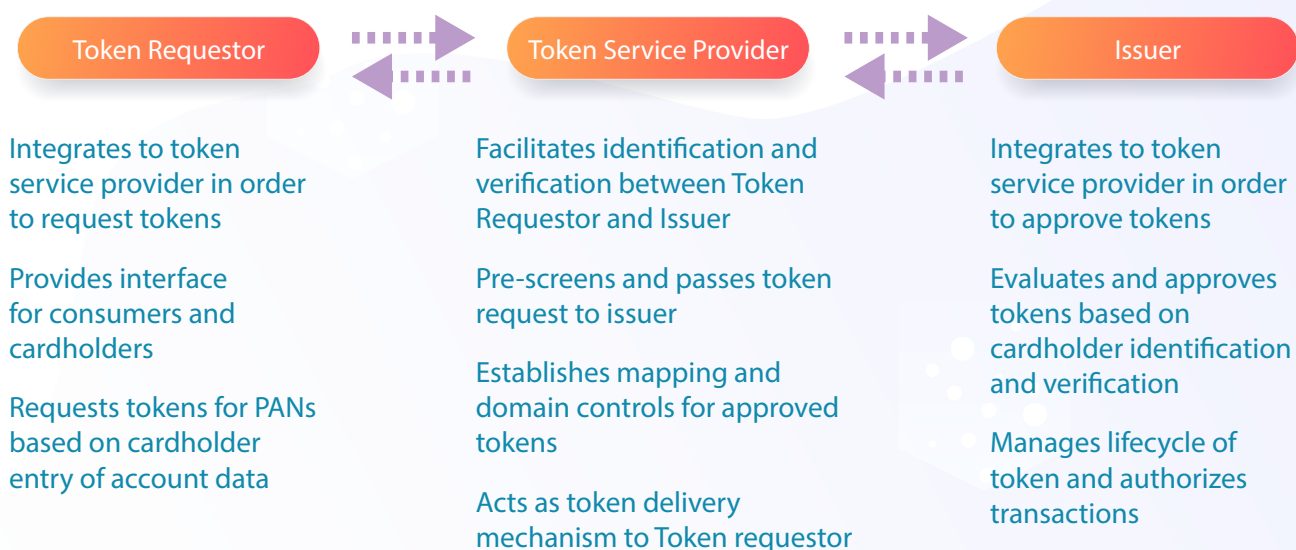 Token Requestor
Token Service Provider
Issuer
Integrates to token
service provider in order
to request tokens
Provides interface
for consumers and
cardholders
Requests tokens for PANs
based on cardholder
entry of account data
Facilitates identification and
verification between Token
Requestor and Issuer
Pre-screens and passes token
request to issuer
Establishes mapping and
domain controls for approved
tokens
Acts as token delivery
mechanism to Token requestor
Integrates to token
service provider in order
to approve tokens
Evaluates and approves
tokens based on
cardholder identification
and verification
Manages lifecycle of
token and authorizes
transactions